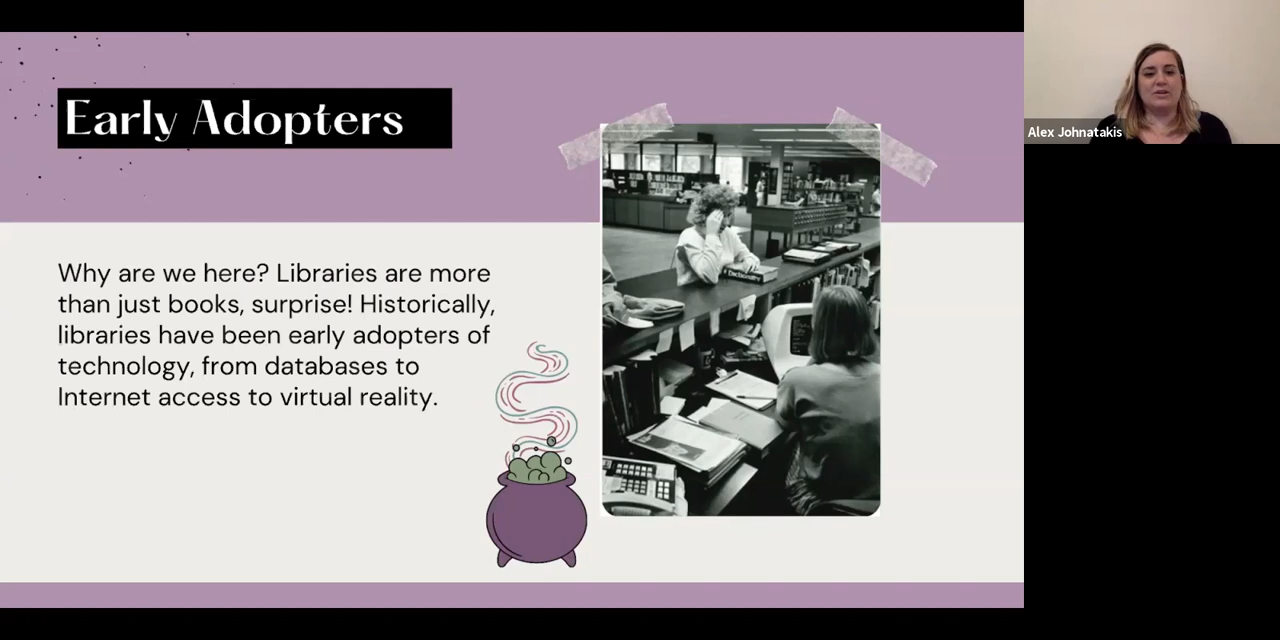 Early Adopters
Why are we here? Libraries are more
than just books, surprise! Historically,
libraries have been early adopters of
technology, from databases to
Internet access to virtual reality.
Dictionary
Alex Johnatakis